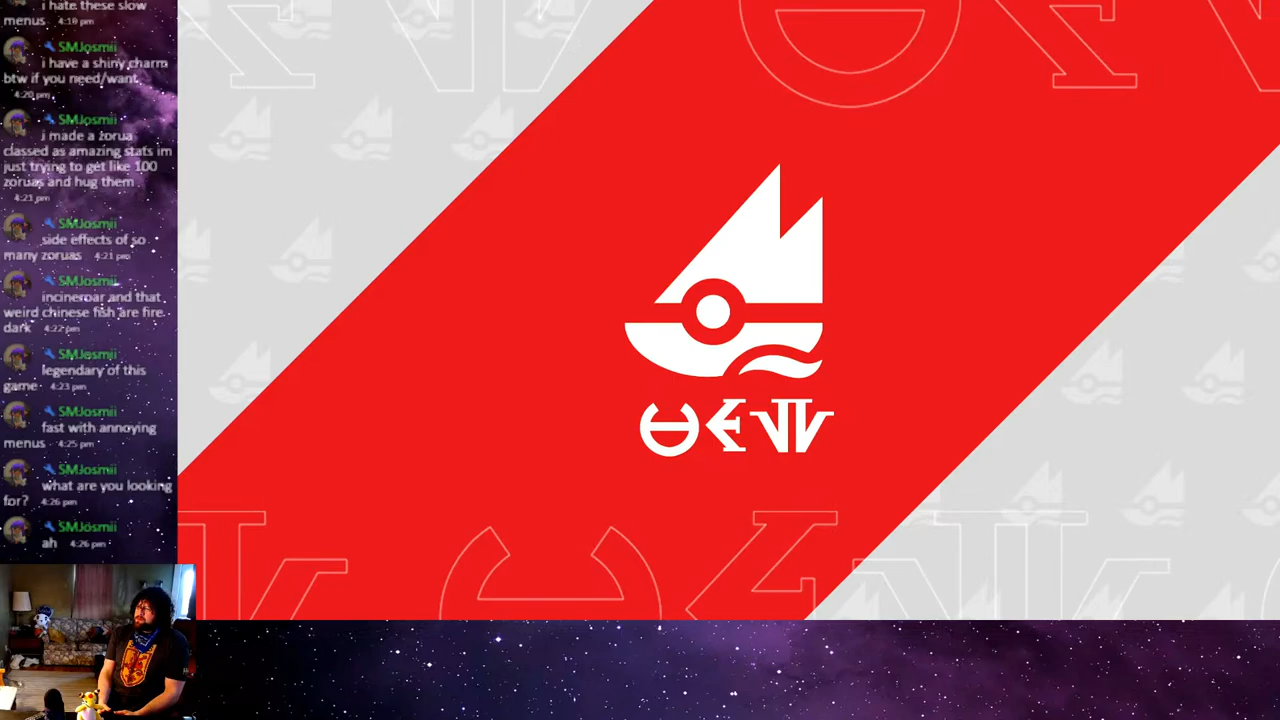 i hate these slow
menus 4:19 pm
SMJosmii
i have a shiny charm
btw if you need/want
4:20 pm
SMJosmii
i made a zorua
classed as amazing stats im
just trying to get like 100
zoruas and hug them
4:21 pm
SMJosmii
side effects of so
many zoruas 4:21 pm
SMJosmii
incineroar and that
weird chinese fish are fire
dark 4:22 pm
SMJosmii
legendary of this
game 4:23 pm
SMJosmii
fast with annoying
menus 4:25 pm
SMJosmii
what are you looking
for? 4:26 pm
SMJosmii
ah 4:26 pm